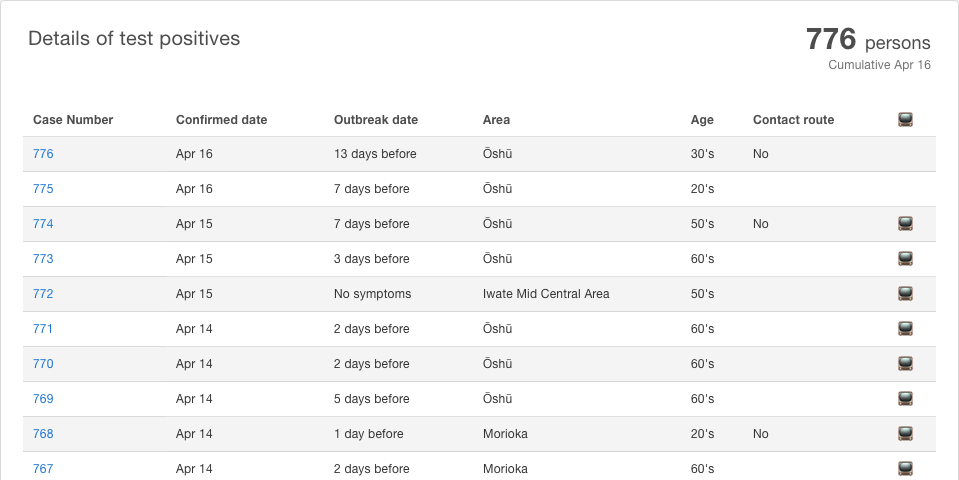 Details of test positives
776 persons
Cumulative Apr 16
Case Number Confirmed date Outbreak date Area Age Contact route
776 Apr 16 13 days before Ōshū 30's No
775 Apr 16 7 days before Ōshū 20's
774 Apr 15 7 days before Ōshū 50's No
773 Apr 15 3 days before Ōshū 60's
772 Apr 15 No symptoms Iwate Mid Central Area 50's
771 Apr 14 2 days before Ōshū 60's
770 Apr 14 2 days before Ōshū 60's
769 Apr 14 5 days before Ōshū 60's
768 Apr 14 1 day before Morioka 20's No
767 Apr 14 2 days before Morioka 60's